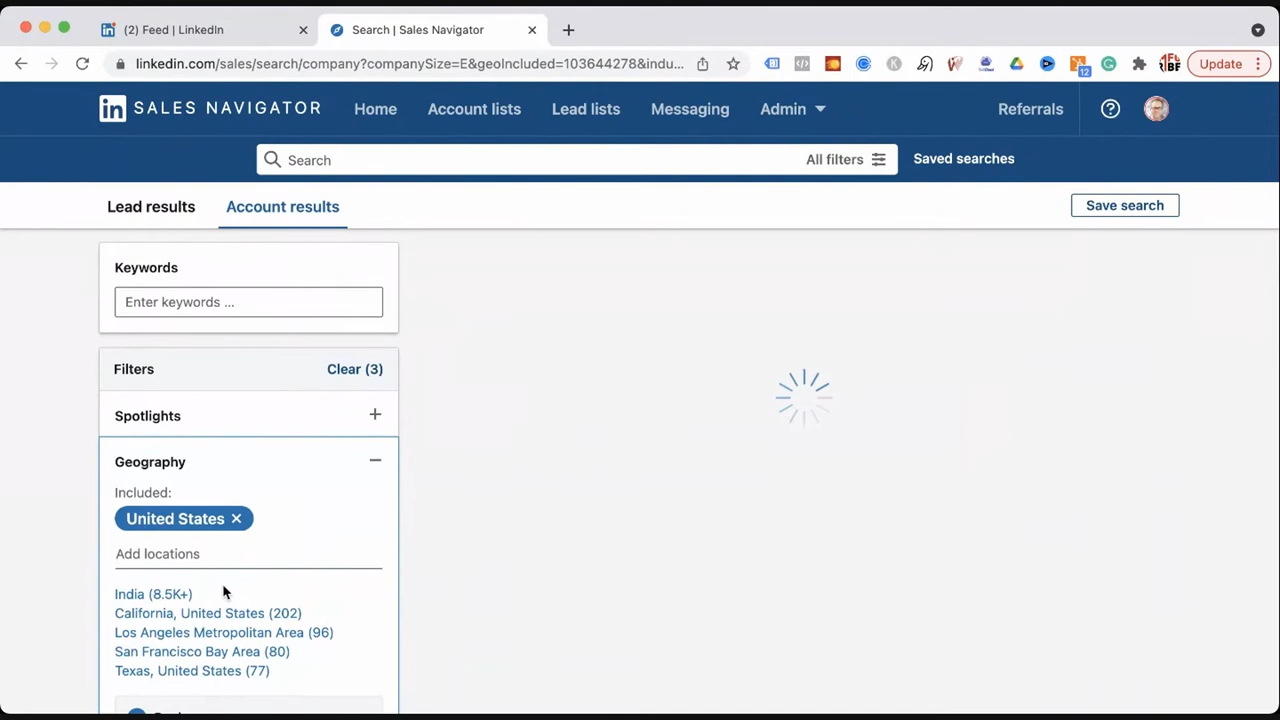 (2) Feed | LinkedIn
Search | Sales Navigator
linkedin.com/sales/search/company?companySize=E&geoIncluded=103644278&indu...
12
Update
in SALES NAVIGATOR
Home
Account lists
Lead lists
Messaging
Admin
Referrals
Search
All filters
Saved searches
Lead results
Account results
Save search
Keywords
Enter keywords ...
Filters
Clear (3)
Spotlights
Geography
Included:
United States
Add locations
India (8.5K+)
California, United States (202)
Los Angeles Metropolitan Area (96)
San Francisco Bay Area (80)
Texas, United States (77)